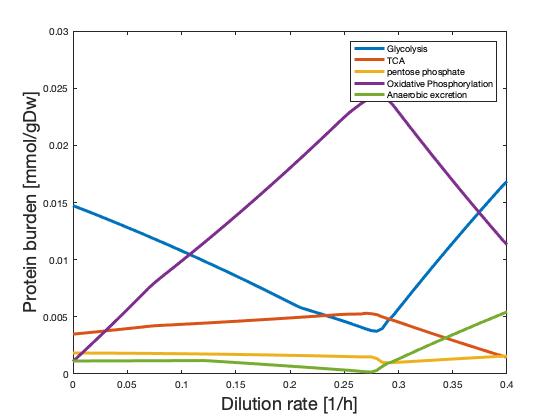 0.03
0.025
0.02
0.015
0.01
0.005
0
Protein burden [mmol/gDw]
Glycolysis
TCA
pentose phosphate
Oxidative Phosphorylation
Anaerobic excretion
0 0.05 0.1 0.15 0.2 0.25 0.3 0.35 0.4
Dilution rate [1/h]